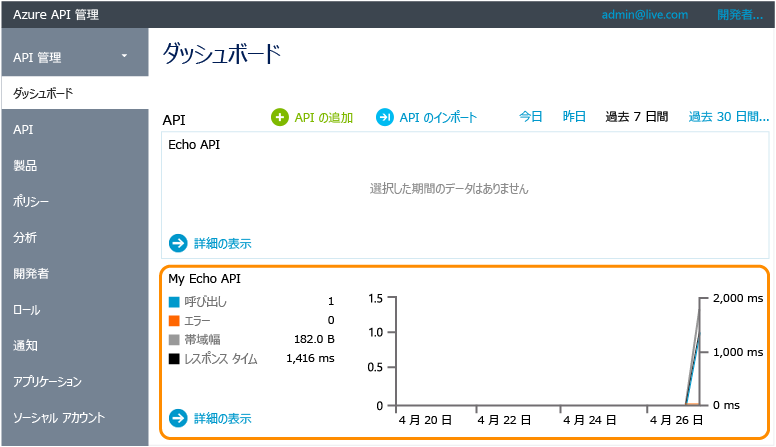 Azure API 管理 admin@live.com 開発者...
API 管理
ダッシュボード
API
製品
ポリシー
分析
開発者
ロール
通知
アプリケーション
ソーシャル アカウント
ダッシュボード
API API の追加 API のインポート 今日 昨日 過去 7 日間 過去 30 日間...
Echo API
選択した期間のデータはありません
詳細の表示
My Echo API
呼び出し 1
エラー 0
帯域幅 182.0 B
レスポンス タイム 1,416 ms
詳細の表示
1.5
1.0
0.5
0
2,000 ms
1,000 ms
0 ms
4 月 20 日 4 月 22 日 4 月 24 日 4 月 26 日